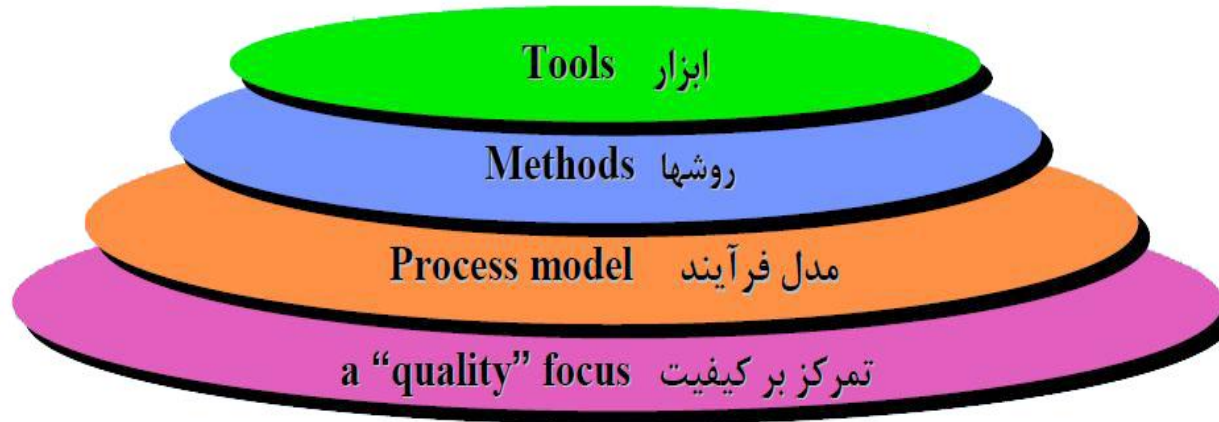 Tools ابزار
Methods روشها
Process model مدل فرآیند
a “quality” focus تمرکز بر کیفیت